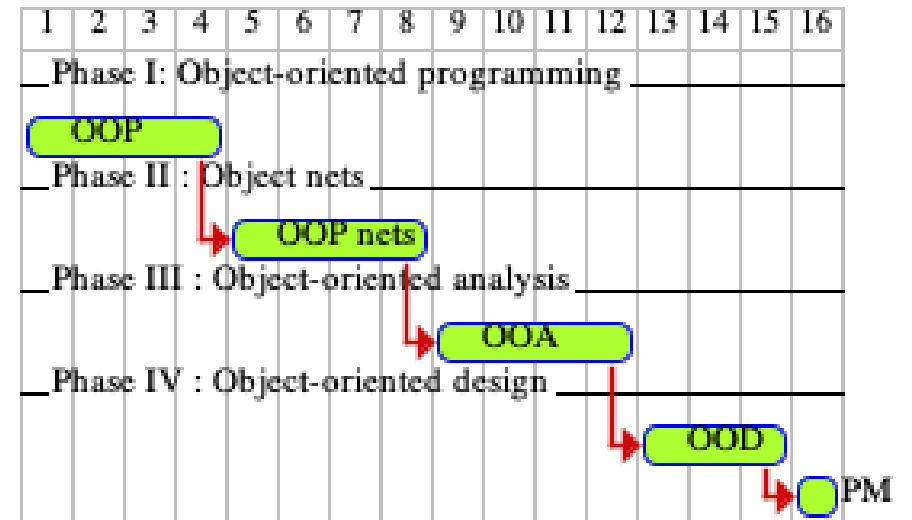 1 2 3 4 5 6 7 8 9 10 11 12 13 14 15 16
Phase I: Object-oriented programming
OOP
Phase II : Object nets
OOP nets
Phase III : Object-oriented analysis
OOA
Phase IV : Object-oriented design
OOD
PM